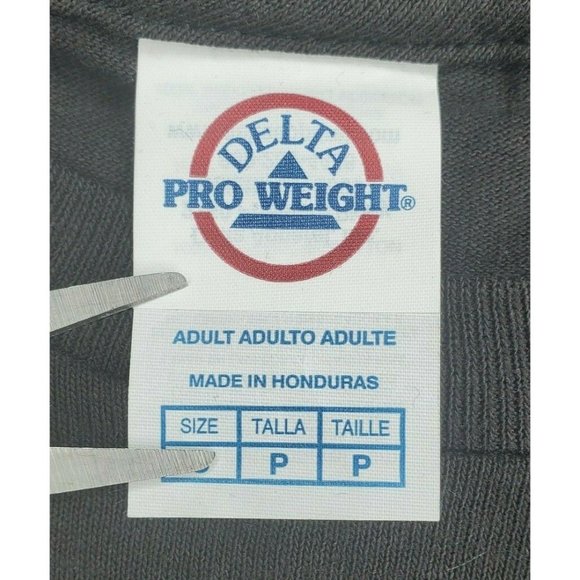 DELTA
PRO WEIGHT®
ADULT ADULTO ADULTE
MADE IN HONDURAS
SIZE TALLA TAILLE
P P